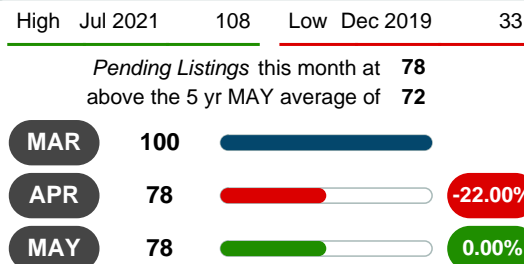 High Jul 2021 108 Low Dec 2019 33
Pending Listings this month at 78
above the 5 yr MAY average of 72
MAR 100
APR 78 -22.00%
MAY 78 0.00%